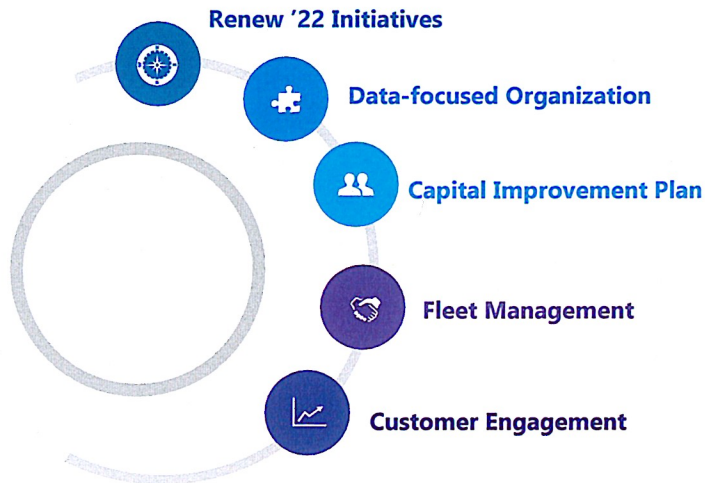 Renew ’22 Initiatives
Data-focused Organization
Capital Improvement Plan
Fleet Management
Customer Engagement